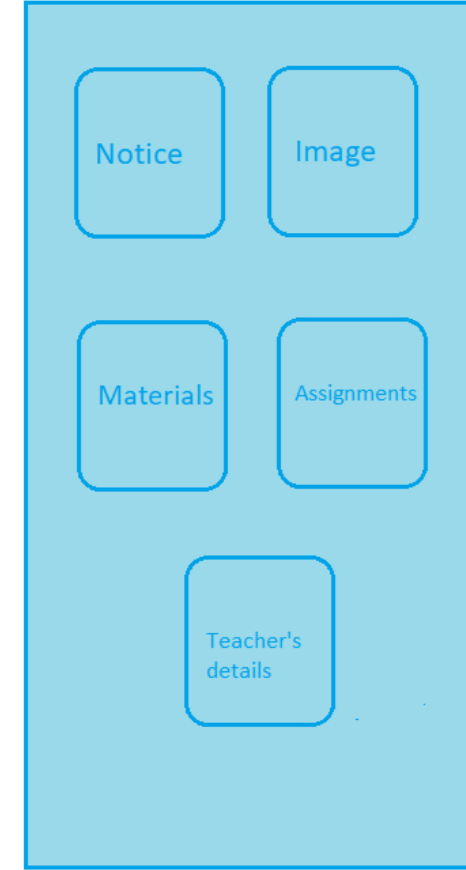 Notice
Image
Materials
Assignments
Teacher's
details